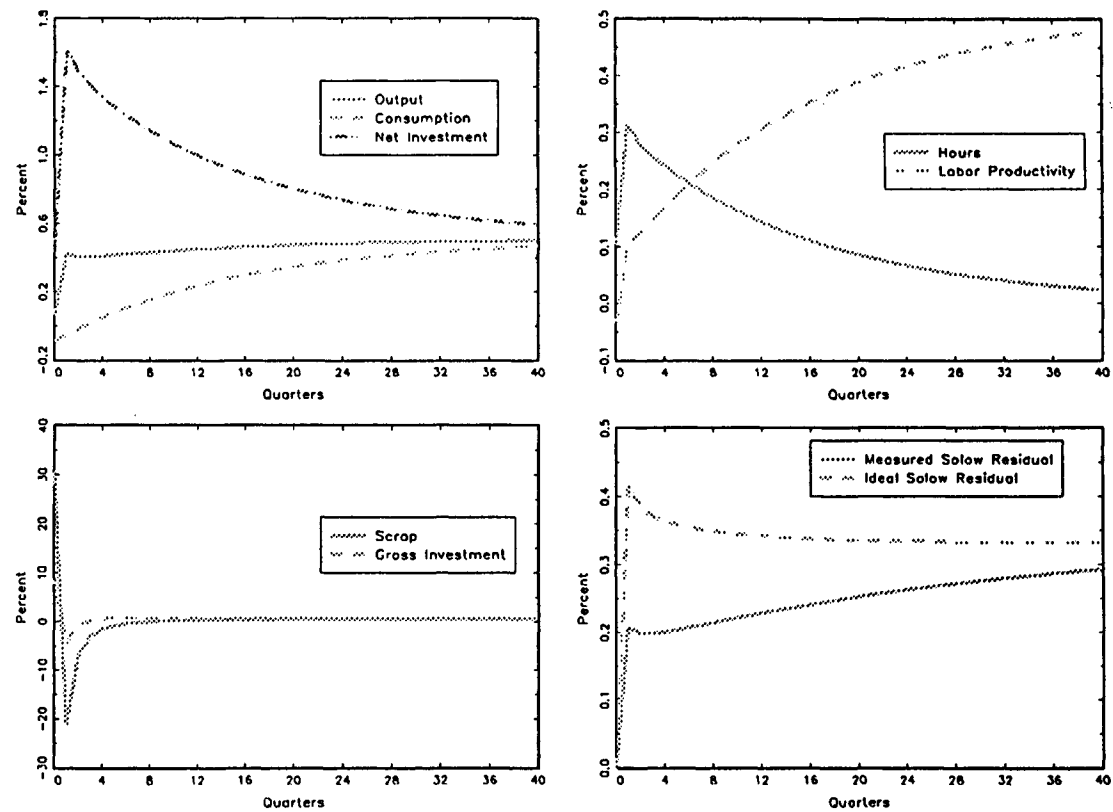 1.8
1.4
1.0
0.6
0.2
-0.2
Percent
Output
Consumption
Net Investment
0 4 8 12 16 20 24 28 32 36 40
Quarters
0.5
0.4
0.3
0.2
0.1
0.0
-0.1
Percent
Hours
Labor Productivity
0 4 8 12 16 20 24 28 32 36 40
Quarters
40
30
20
10
0
-10
-20
-30
Percent
Scrap
Gross Investment
0 4 8 12 16 20 24 28 32 36 40
Quarters
0.5
0.4
0.3
0.2
0.1
0.0
Percent
Measured Solow Residual
Ideal Solow Residual
0 4 8 12 16 20 24 28 32 36 40
Quarters